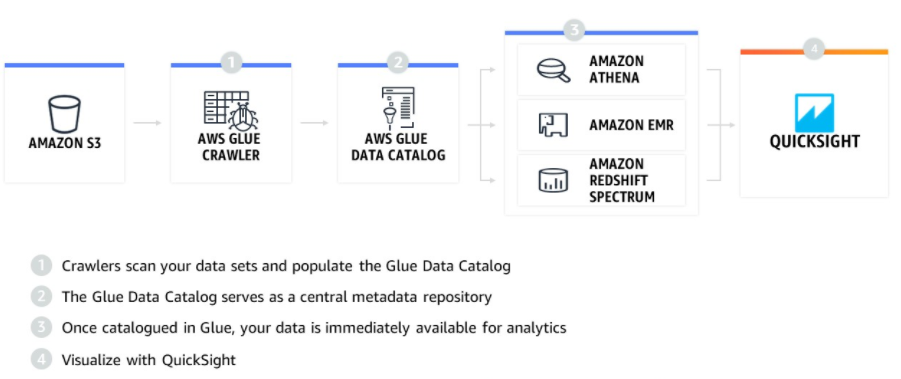 1
2
3
4
AMAZON S3
AWS GLUE
CRAWLER
AWS GLUE
DATA CATALOG
AMAZON
ATHENA
AMAZON EMR
AMAZON
REDSHIFT
SPECTRUM
QUICKSIGHT
1 Crawlers scan your data sets and populate the Glue Data Catalog
2 The Glue Data Catalog serves as a central metadata repository
3 Once catalogued in Glue, your data is immediately available for analytics
4 Visualize with QuickSight